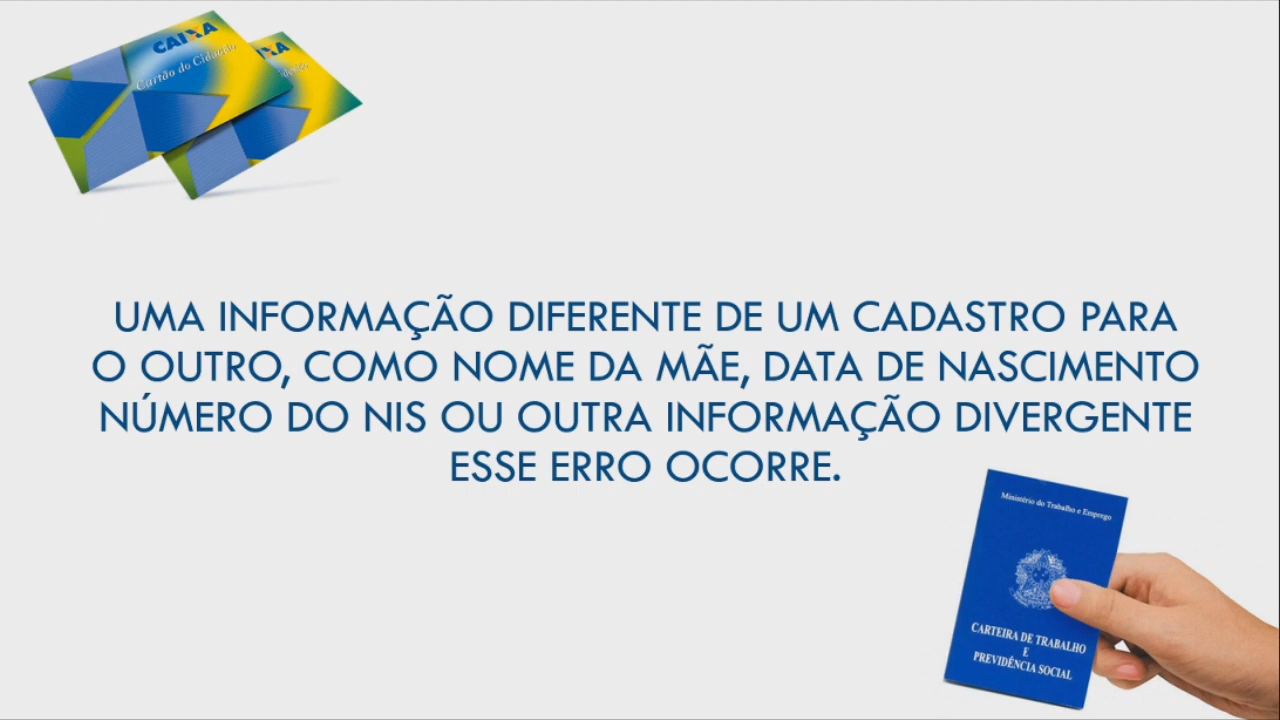 CAIXA
Cartão do Cidadão
UMA INFORMAÇÃO DIFERENTE DE UM CADASTRO PARA
O OUTRO, COMO NOME DA MÃE, DATA DE NASCIMENTO
NÚMERO DO NIS OU OUTRA INFORMAÇÃO DIVERGENTE
ESSE ERRO OCORRE.
Ministério do Trabalho e Emprego
CARTEIRA DE TRABALHO
E
PREVIDÊNCIA SOCIAL